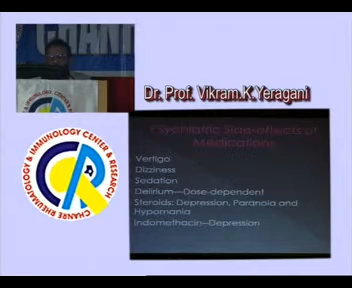 CHANR
Dr. Prof. Vikram.K.Yeragani
Psychiatric Side-effects of
Medications
Vertigo
Dizziness
Sedation
Delirium—Dose-dependent
Steroids: Depression, Paranoia and
Hypomania
Indomethacin--Depression
CHANRE RHEUMATOLOGY & IMMUNOLOGY CENTER & RESEARCH